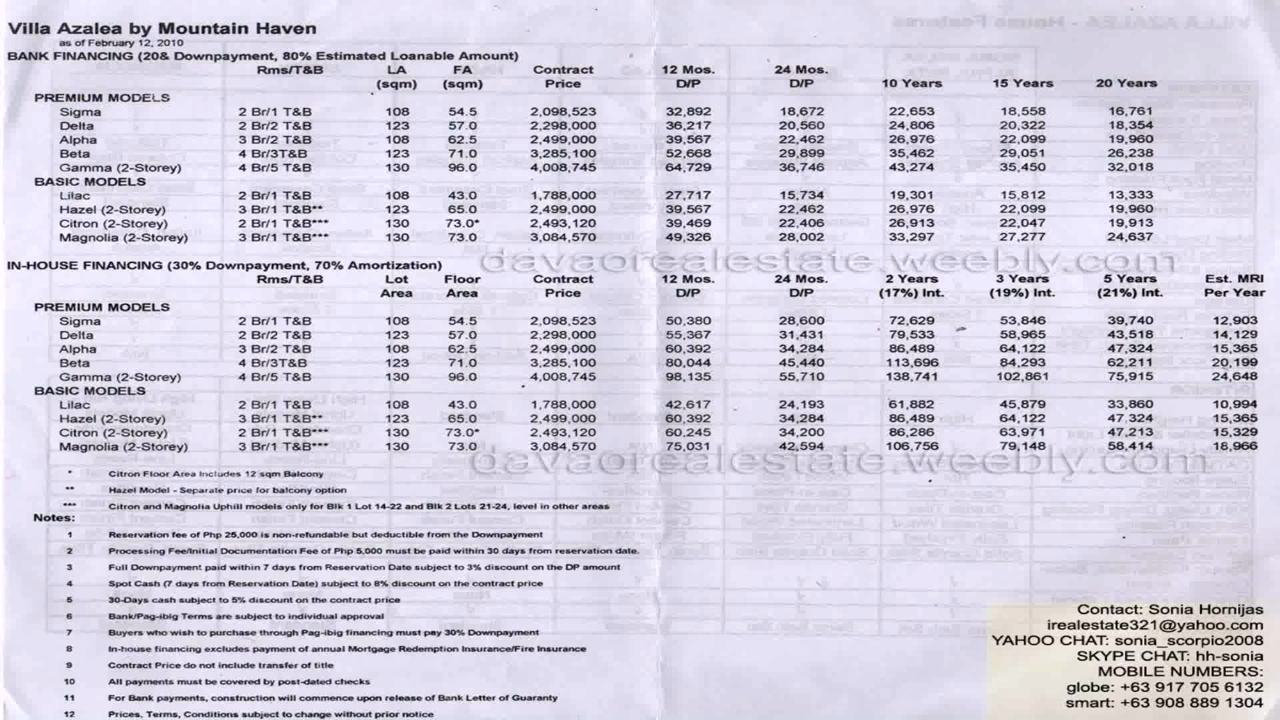 Villa Azalea by Mountain Haven
as of February 12, 2010
BANK FINANCING (20& Downpayment, 80% Estimated Loanable Amount)
Rms/T&B LA FA Contract 12 Mos. 24 Mos.
(sqm) (sqm) Price D/P D/P 10 Years 15 Years 20 Years
PREMIUM MODELS
Sigma 2 Br/1 T&B 108 54.5 2,098,523 32,892 18,672 22,653 18,558 16,761
Delta 2 Br/2 T&B 123 57.0 2,298,000 36,217 20,560 24,806 20,322 18,354
Alpha 3 Br/2 T&B 108 62.5 2,499,000 39,567 22,462 26,976 22,099 19,960
Beta 4 Br/3T&B 123 71.0 3,285,100 52,668 29,899 35,462 29,051 26,238
Gamma (2-Storey) 4 Br/5 T&B 130 96.0 4,008,745 64,729 36,746 43,274 35,450 32,018
BASIC MODELS
Lilac 2 Br/1 T&B 108 43.0 1,788,000 27,717 15,734 19,301 15,812 13,333
Hazel (2-Storey) 3 Br/1 T&B** 123 65.0 2,499,000 39,567 22,462 26,976 22,099 19,960
Citron (2-Storey) 2 Br/1 T&B*** 130 73.0* 2,493,120 39,469 22,406 26,913 22,047 19,913
Magnolia (2-Storey) 3 Br/1 T&B*** 130 73.0 3,084,570 49,326 28,002 33,297 27,277 24,637
davaorealestate.weebly.com
IN-HOUSE FINANCING (30% Downpayment, 70% Amortization)
Rms/T&B Lot Floor Contract 12 Mos. 24 Mos. 2 Years 3 Years 5 Years Est. MRI
Area Area Price D/P D/P (17%) Int. (19%) Int. (21%) Int. Per Year
PREMIUM MODELS
Sigma 2 Br/1 T&B 108 54.5 2,098,523 50,380 28,600 72,629 53,846 39,740 12,903
Delta 2 Br/2 T&B 123 57.0 2,298,000 55,367 31,431 79,533 58,965 43,518 14,129
Alpha 3 Br/2 T&B 108 62.5 2,499,000 60,392 34,284 86,489 64,122 47,324 15,365
Beta 4 Br/3T&B 123 71.0 3,285,100 80,044 45,440 113,696 84,293 62,211 20,199
Gamma (2-Storey) 4 Br/5 T&B 130 96.0 4,008,745 98,135 55,710 138,741 102,861 75,915 24,648
BASIC MODELS
Lilac 2 Br/1 T&B 108 43.0 1,788,000 42,617 24,193 61,882 45,879 33,860 10,994
Hazel (2-Storey) 3 Br/1 T&B** 123 65.0 2,499,000 60,392 34,284 86,489 64,122 47,324 15,365
Citron (2-Storey) 2 Br/1 T&B*** 130 73.0* 2,493,120 60,245 34,200 86,286 63,971 47,213 15,329
Magnolia (2-Storey) 3 Br/1 T&B*** 130 73.0 3,084,570 75,031 42,594 106,756 79,148 58,414 18,966
davaorealestate.weebly.com
* Citron Floor Area Includes 12 sqm Balcony
** Hazel Model - Separate price for balcony option
*** Citron and Magnolia Uphill models only for Blk 1 Lot 14-22 and Blk 2 Lots 21-24, level in other areas
Notes:
1 Reservation fee of Php 25,000 is non-refundable but deductible from the Downpayment
2 Processing Fee/Initial Documentation Fee of Php 5,000 must be paid within 30 days from reservation date.
3 Full Downpayment paid within 7 days from Reservation Date subject to 3% discount on the DP amount
4 Spot Cash (7 days from Reservation Date) subject to 8% discount on the contract price
5 30-Days cash subject to 5% discount on the contract price
6 Bank/Pag-ibig Terms are subject to individual approval
7 Buyers who wish to purchase through Pag-ibig financing must pay 30% Downpayment
8 In-house financing excludes payment of annual Mortgage Redemption Insurance/Fire Insurance
9 Contract Price do not include transfer of title
10 All payments must be covered by post-dated checks
11 For Bank payments, construction will commence upon release of Bank Letter of Guaranty
12 Prices, Terms, Conditions subject to change without prior notice
Contact: Sonia Hornijas
irealestate321@yahoo.com
YAHOO CHAT: sonia_scorpio2008
SKYPE CHAT: hh-sonia
MOBILE NUMBERS:
globe: +63 917 705 6132
smart: +63 908 889 1304